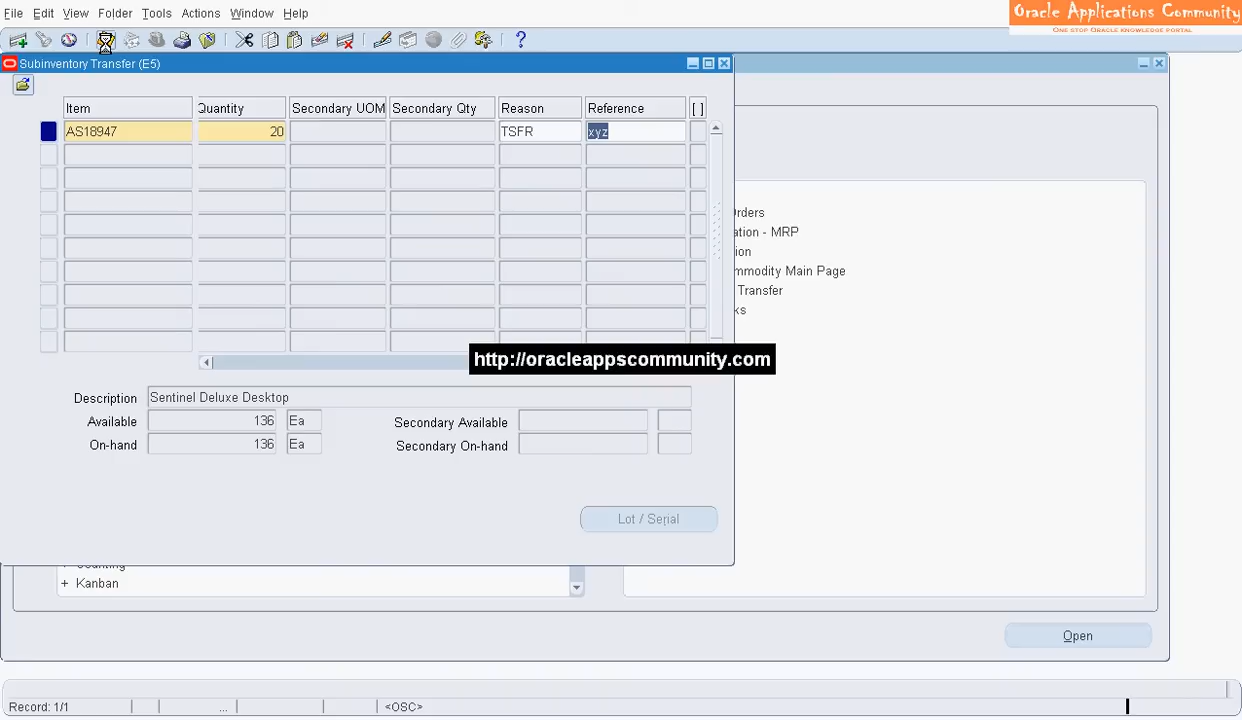 File Edit View Folder Tools Actions Window Help
Oracle Applications Community
ONE STOP ORACLE KNOWLEDGE PORTAL
Subinventory Transfer (E5)
Item Quantity Secondary UOM Secondary Qty Reason Reference [ ]
AS18947 20 TSFR xyz
Orders
ation - MRP
ion
mmodity Main Page
Transfer
ks
http://oracleappscommunity.com
Description Sentinel Deluxe Desktop
Available 136 Ea Secondary Available
On-hand 136 Ea Secondary On-hand
Lot / Serial
Counting
+ Kanban
Open
Record: 1/1 ... <OSC>